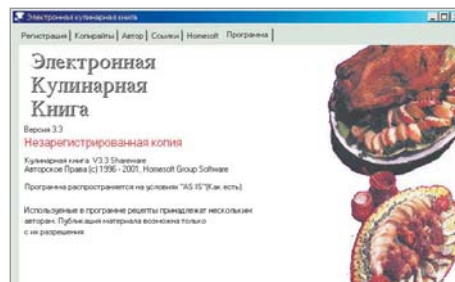 Электронная кулинарная книга
Регистрация | Копирайты | Автор | Ссылки | Homesoft | Программа
Электронная
Кулинарная
Книга
Версия 3.3
Незарегистрированная копия
Кулинарная книга V3.3 Shareware
Авторское Права (c) 1996 - 2001, Homesoft Group Software
Программа распространяется на условиях "AS IS"(Как есть)
Используемые в программе рецепты принадлежат нескольким
авторам. Публикация материала возможна только
с их разрешения